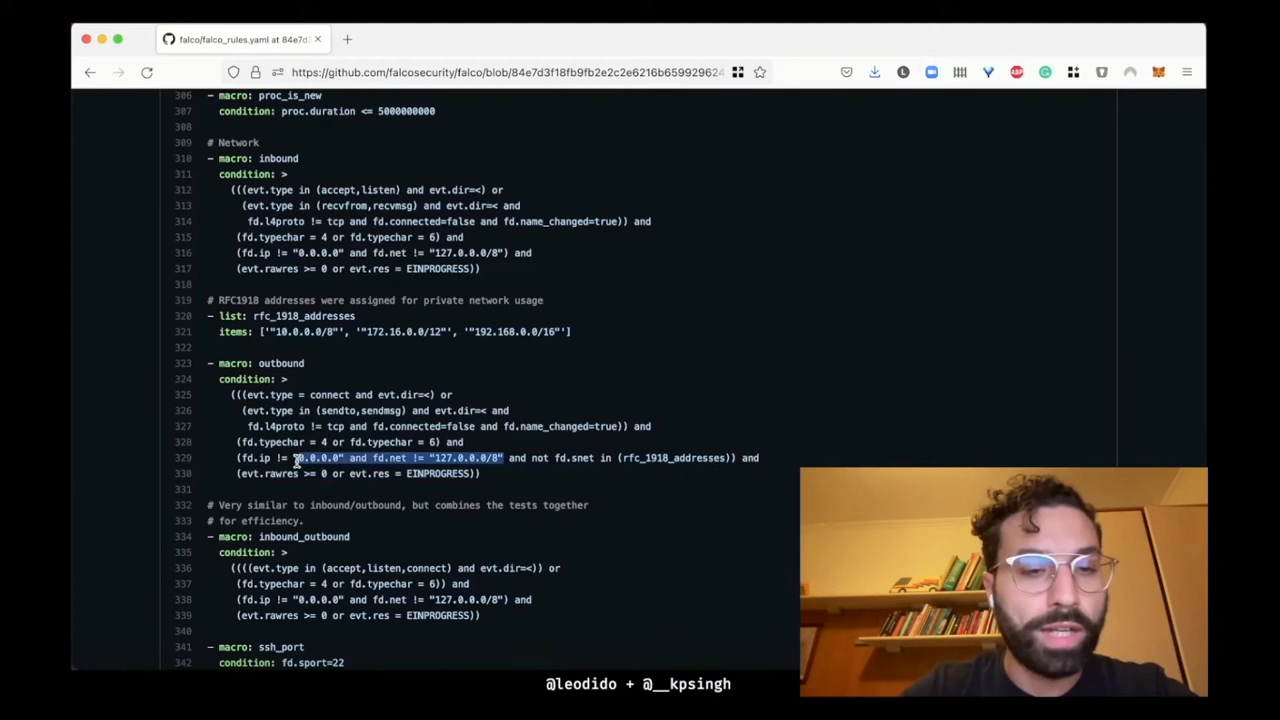 falco/falco_rules.yaml at 84e7d3
https://github.com/falcosecurity/falco/blob/84e7d3f18fb9fb2e2c2e6216b659929624
306 - macro: proc_is_new
307 condition: proc.duration <= 5000000000
308
309 # Network
310 - macro: inbound
311 condition: >
312 (((evt.type in (accept,listen) and evt.dir=<) or
313 (evt.type in (recvfrom,recvmsg) and evt.dir=< and
314 fd.l4proto != tcp and fd.connected=false and fd.name_changed=true)) and
315 (fd.typechar = 4 or fd.typechar = 6) and
316 (fd.ip != "0.0.0.0" and fd.net != "127.0.0.0/8") and
317 (evt.rawres >= 0 or evt.res = EINPROGRESS))
318
319 # RFC1918 addresses were assigned for private network usage
320 - list: rfc_1918_addresses
321 items: ['"10.0.0.0/8"', '"172.16.0.0/12"', '"192.168.0.0/16"']
322
323 - macro: outbound
324 condition: >
325 (((evt.type = connect and evt.dir=<) or
326 (evt.type in (sendto,sendmsg) and evt.dir=< and
327 fd.l4proto != tcp and fd.connected=false and fd.name_changed=true)) and
328 (fd.typechar = 4 or fd.typechar = 6) and
329 (fd.ip != "0.0.0.0" and fd.net != "127.0.0.0/8" and not fd.snet in (rfc_1918_addresses)) and
330 (evt.rawres >= 0 or evt.res = EINPROGRESS))
331
332 # Very similar to inbound/outbound, but combines the tests together
333 # for efficiency.
334 - macro: inbound_outbound
335 condition: >
336 ((((evt.type in (accept,listen,connect) and evt.dir=<)) or
337 (fd.typechar = 4 or fd.typechar = 6)) and
338 (fd.ip != "0.0.0.0" and fd.net != "127.0.0.0/8") and
339 (evt.rawres >= 0 or evt.res = EINPROGRESS))
340
341 - macro: ssh_port
342 condition: fd.sport=22
@leodido + @__kpsingh